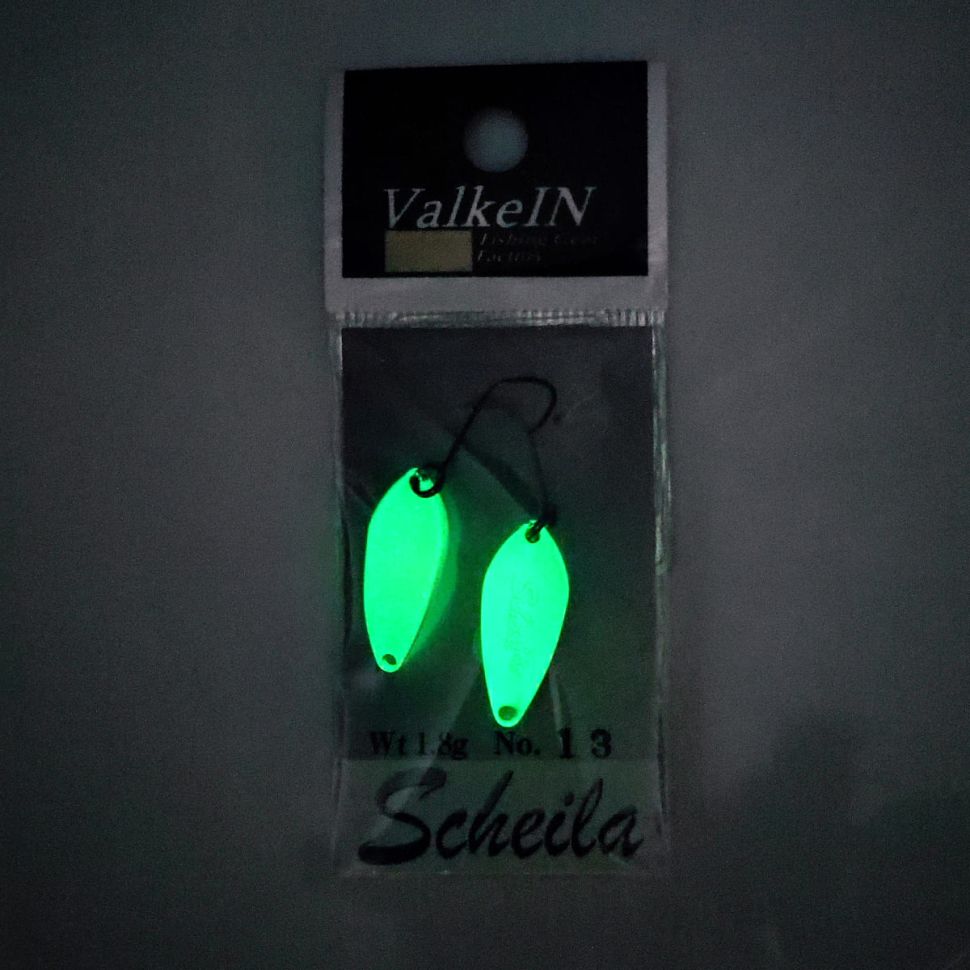 ValkeIN
Fishing Gear
Factory
Wt 1.8g No. 13
Scheila